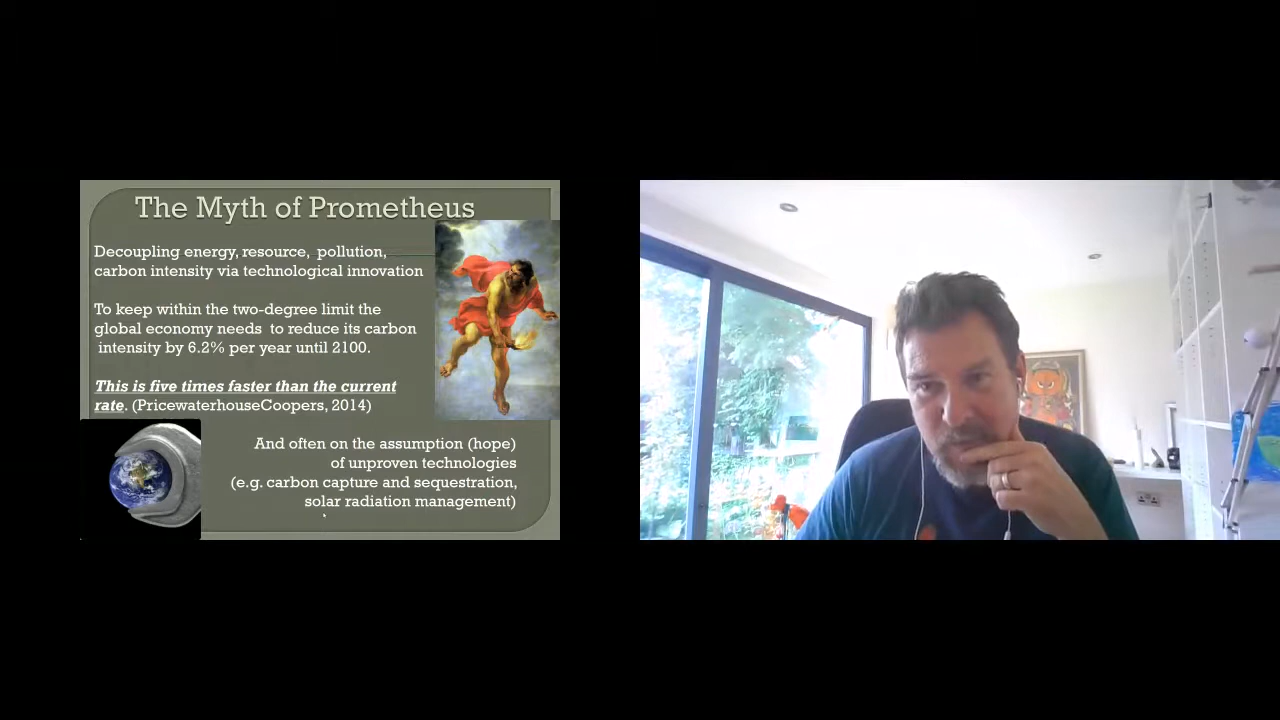 The Myth of Prometheus
Decoupling energy, resource, pollution,
carbon intensity via technological innovation
To keep within the two-degree limit the
global economy needs to reduce its carbon
intensity by 6.2% per year until 2100.
This is five times faster than the current
rate. (PricewaterhouseCoopers, 2014)
And often on the assumption (hope)
of unproven technologies
(e.g. carbon capture and sequestration,
solar radiation management)